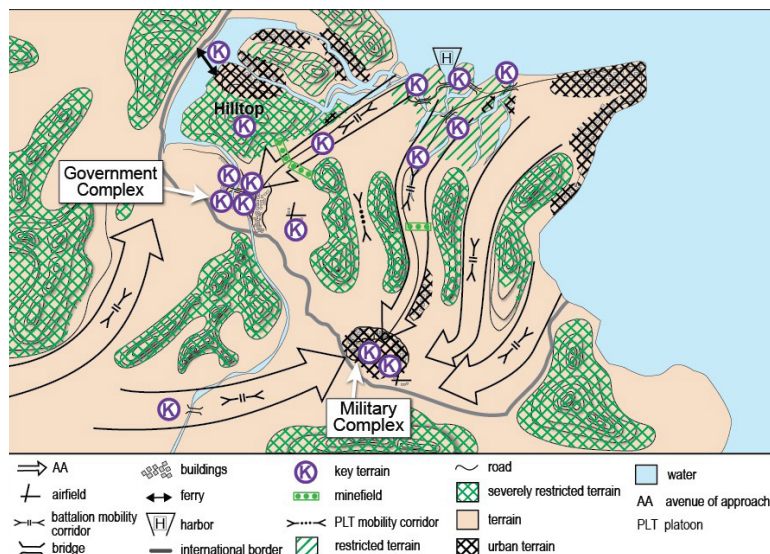 K
H
K
K
K
K
Hilltop
K
K
K
Government
Complex
K
K
K
K
K
K
K
K
Military
Complex
K
AA
airfield
battalion mobility
corridor
bridge
buildings
ferry
H
harbor
international border
K
key terrain
minefield
PLT mobility corridor
restricted terrain
road
severely restricted terrain
terrain
urban terrain
water
AA
avenue of approach
PLT
platoon